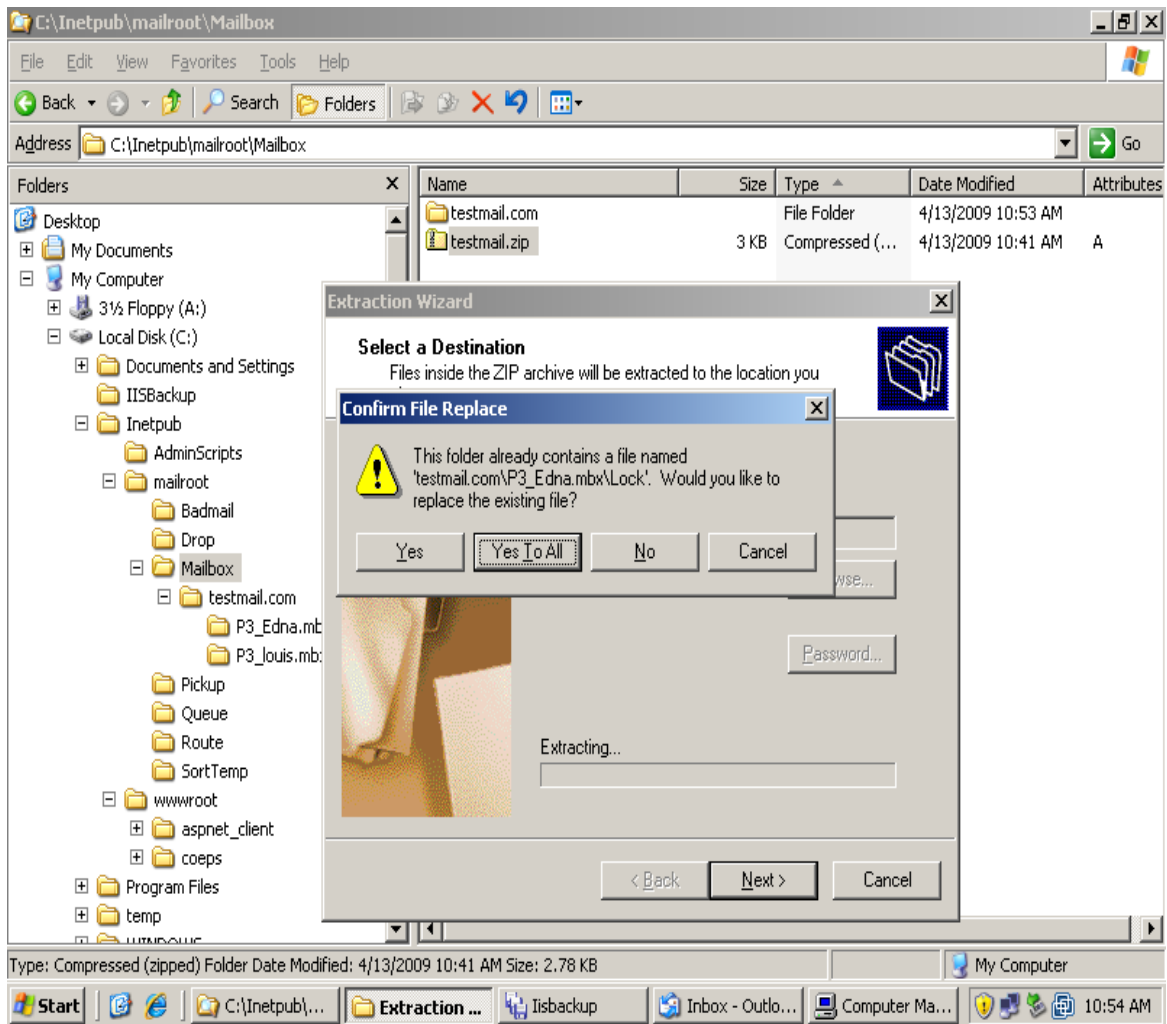 C:\Inetpub\mailroot\Mailbox
File Edit View Favorites Tools Help
Back Search Folders
Address C:\Inetpub\mailroot\Mailbox Go
Folders
Name Size Type Date Modified Attributes
testmail.com File Folder 4/13/2009 10:53 AM
testmail.zip 3 KB Compressed (... 4/13/2009 10:41 AM A
Desktop
My Documents
My Computer
3½ Floppy (A:)
Local Disk (C:)
Documents and Settings
IISBackup
Inetpub
AdminScripts
mailroot
Badmail
Drop
Mailbox
testmail.com
P3_Edna.mb
P3_louis.mb
Pickup
Queue
Route
SortTemp
wwwroot
aspnet_client
coeps
Program Files
temp
WINDOWS
Extraction Wizard
Select a Destination
Files inside the ZIP archive will be extracted to the location you
Confirm File Replace
This folder already contains a file named
'testmail.com\P3_Edna.mbx\Lock'. Would you like to
replace the existing file?
Yes Yes To All No Cancel
wse...
Password...
Extracting...
< Back Next > Cancel
Type: Compressed (zipped) Folder Date Modified: 4/13/2009 10:41 AM Size: 2.78 KB My Computer
Start C:\Inetpub\... Extraction ... Iisbackup Inbox - Outlo... Computer Ma... 10:54 AM